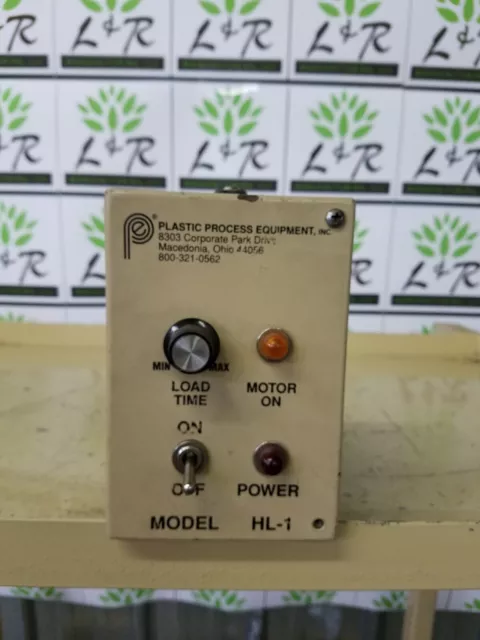 L&R L&R L&R L&R L&R
L&R L&R L&R L&R
PLASTIC PROCESS EQUIPMENT, INC
8303 Corporate Park Drive
Macedonia, Ohio 44056
800-321-0562
MIN MAX
LOAD MOTOR
TIME ON
ON
OFF POWER
MODEL HL-1